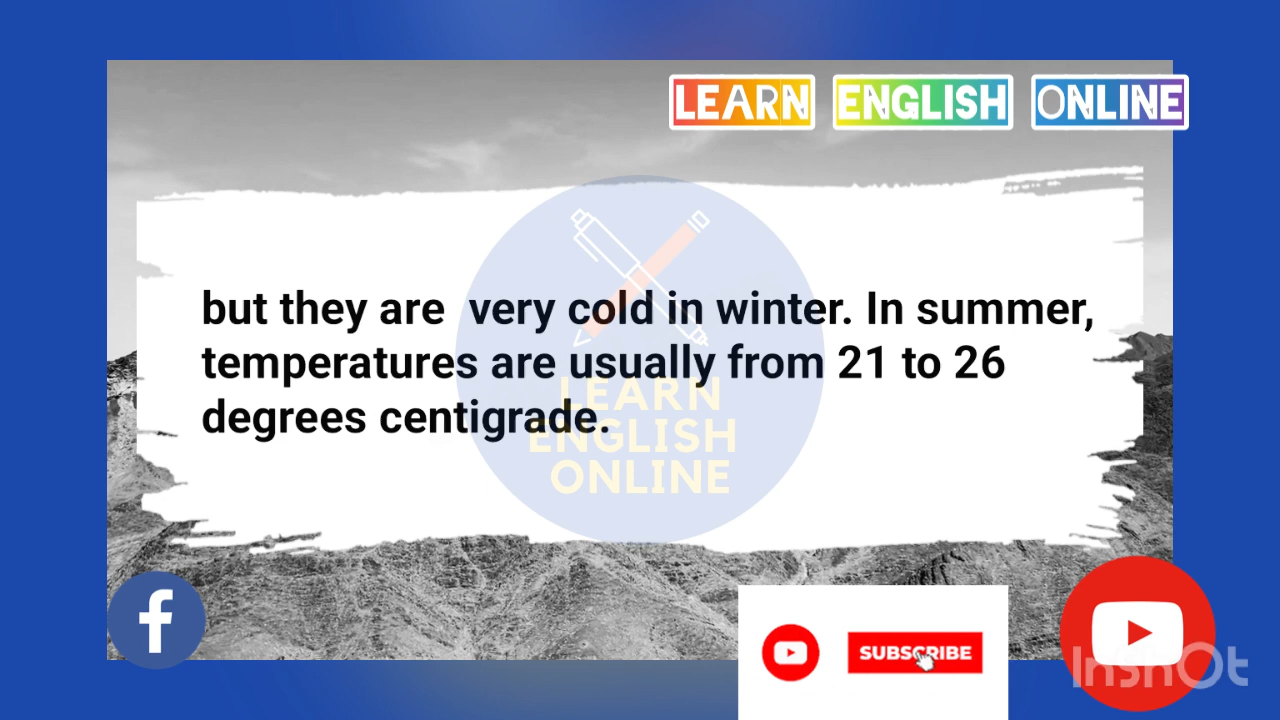 LEARN ENGLISH ONLINE
but they are  very cold in winter. In summer,
temperatures are usually from 21 to 26
degrees centigrade.
LEARN
ENGLISH
ONLINE
f
SUBSCRIBE
InShOt